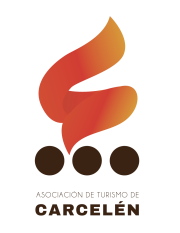 ASOCIACIÓN DE TURISMO DE
CARCELÉN